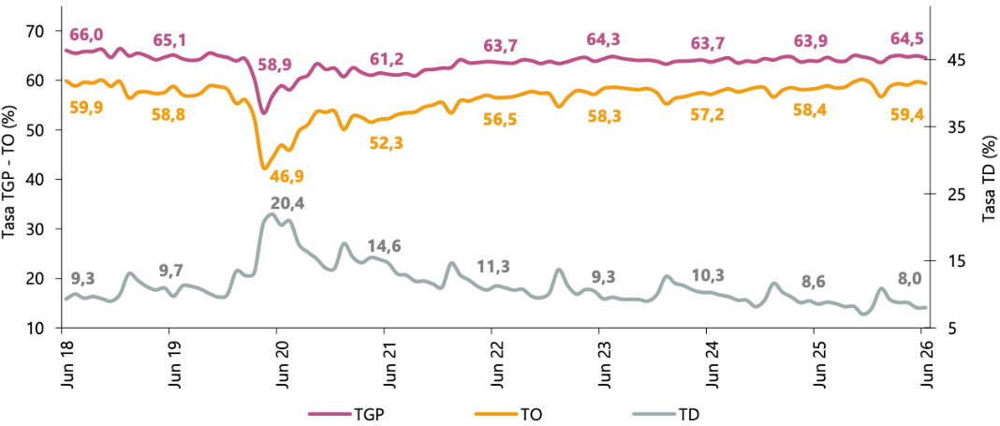 Tasa TGP - TO (%)
70
60
50
40
30
20
10
66,0
65,1
58,9
61,2
63,7
64,3
63,7
63,9
64,5
59,9
58,8
46,9
52,3
56,5
58,3
57,2
58,4
59,4
9,3
9,7
20,4
14,6
11,3
9,3
10,3
8,6
8,0
45
35
25
15
5
Tasa TD (%)
Jun 18
Jun 19
Jun 20
Jun 21
Jun 22
Jun 23
Jun 24
Jun 25
Jun 26
TGP
TO
TD